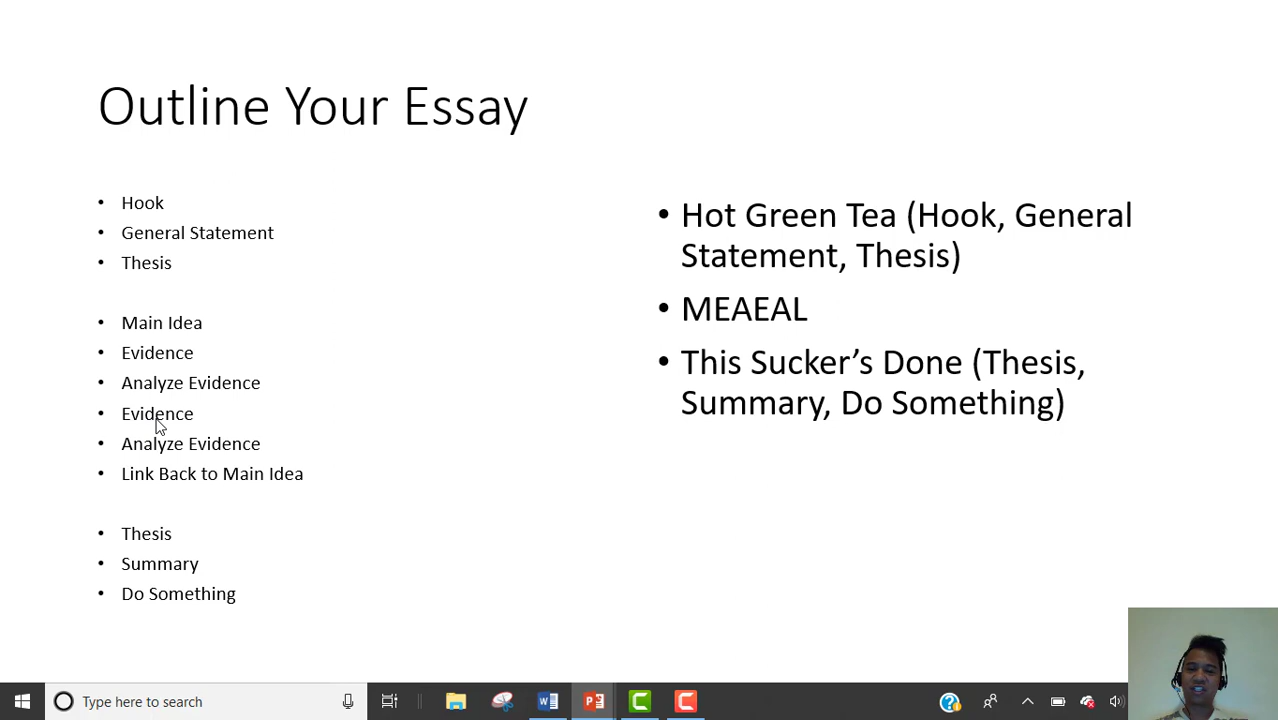 Outline Your Essay
• Hook
• General Statement
• Thesis
• Main Idea
• Evidence
• Analyze Evidence
• Evidence
• Analyze Evidence
• Link Back to Main Idea
• Thesis
• Summary
• Do Something
• Hot Green Tea (Hook, General
Statement, Thesis)
• MEAEAL
• This Sucker’s Done (Thesis,
Summary, Do Something)
Type here to search